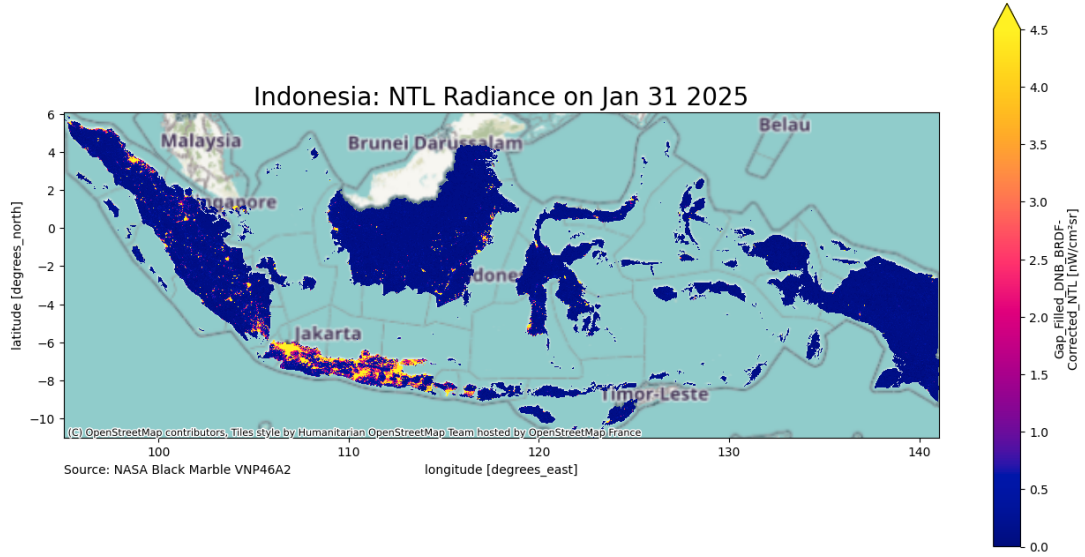 Indonesia: NTL Radiance on Jan 31 2025
6
4
2
0
−2
−4
−6
−8
−10
latitude [degrees_north]
Malaysia
Brunei Darussalam
Belau
Jakarta
Timor-Leste
(C) OpenStreetMap contributors, Tiles style by Humanitarian OpenStreetMap Team hosted by OpenStreetMap France
100
110
120
130
140
Source: NASA Black Marble VNP46A2
longitude [degrees_east]
4.5
4.0
3.5
3.0
2.5
2.0
1.5
1.0
0.5
0.0
Gap_Filled_DNB_BRDF-
Corrected_NTL [nW/cm²sr]